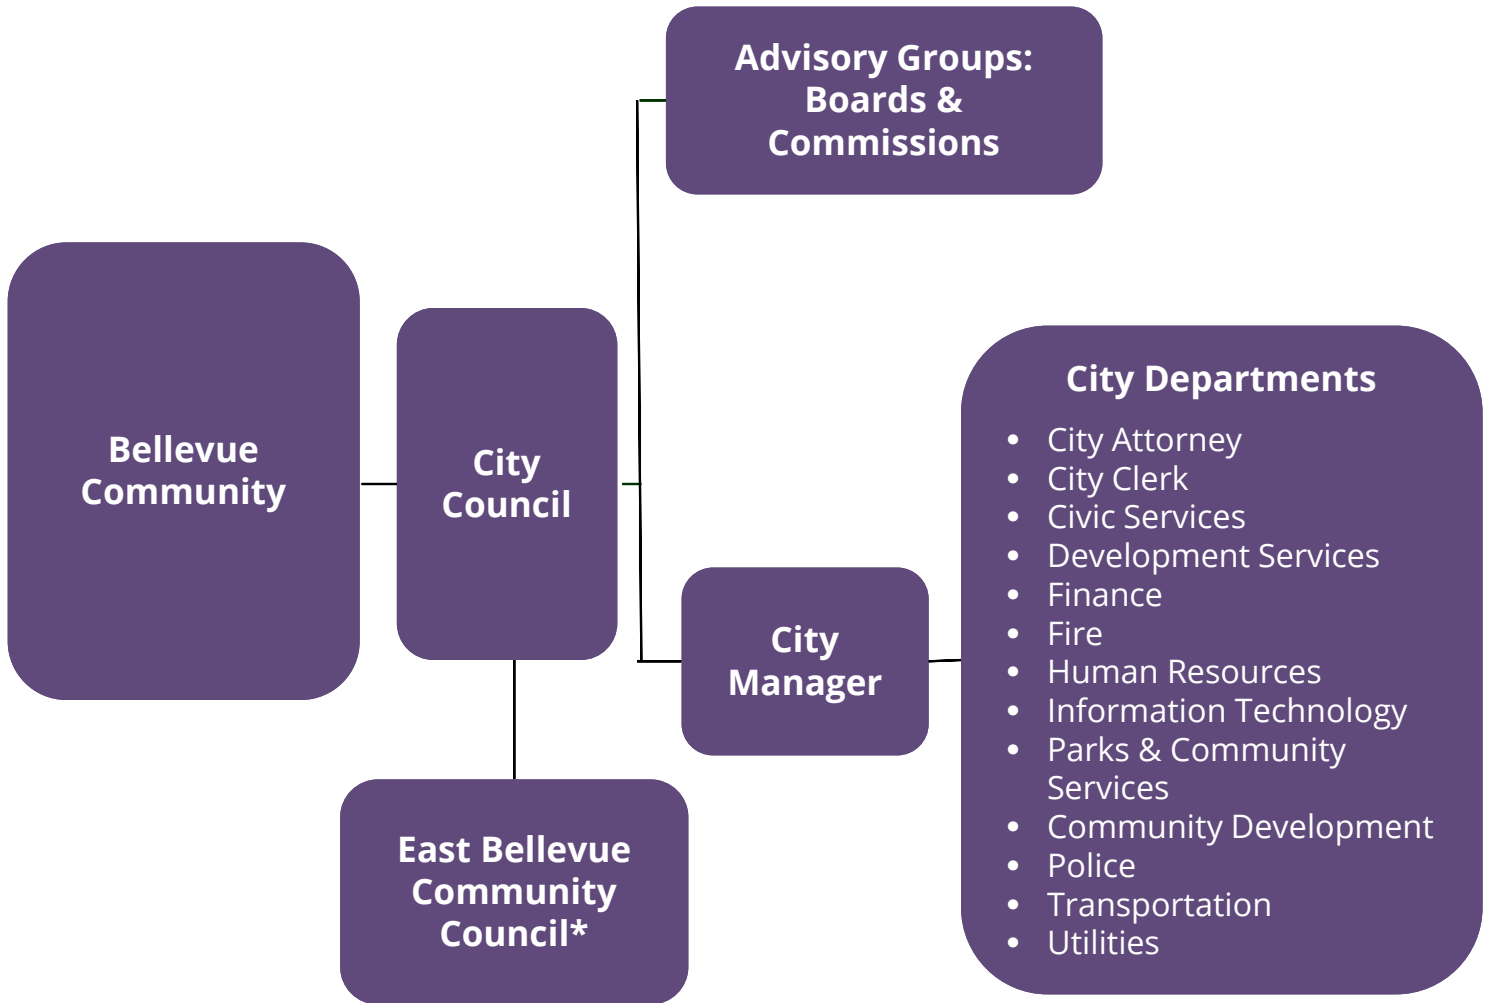 Advisory Groups:
Boards &
Commissions
Bellevue
Community
City
Council
City
Manager
East Bellevue
Community
Council*
City Departments
• City Attorney
• City Clerk
• Civic Services
• Development Services
• Finance
• Fire
• Human Resources
• Information Technology
• Parks & Community
Services
• Community Development
• Police
• Transportation
• Utilities